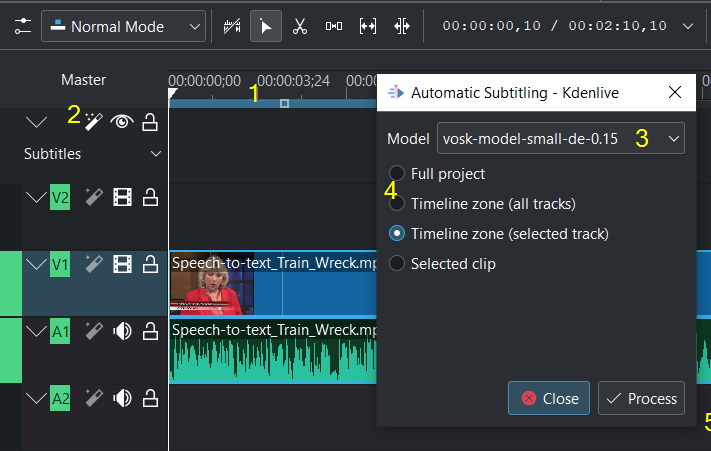 Normal Mode
00:00:00,10 / 00:02:10,10
Master
00:00:00;00
00:00:03;24
00:00
1
Automatic Subtitling - Kdenlive
2
Model
vosk-model-small-de-0.15
3
Subtitles
Full project
4
V2
Timeline zone (all tracks)
Timeline zone (selected track)
V1
Speech-to-text_Train_Wreck.mp
Selected clip
A1
Speech-to-text_Train_Wreck.mp
A2
Close
Process
5